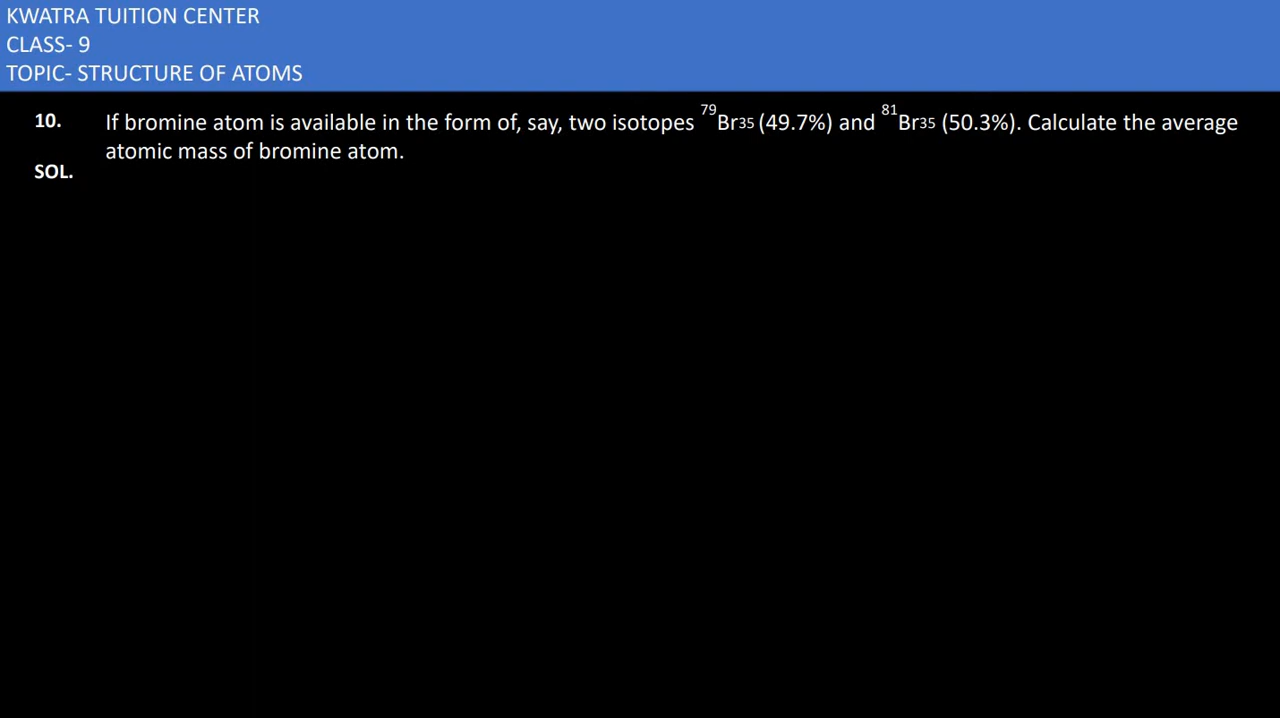 KWATRA TUITION CENTER
CLASS- 9
TOPIC- STRUCTURE OF ATOMS
10. If bromine atom is available in the form of, say, two isotopes ⁷⁹Br₃₅ (49.7%) and ⁸¹Br₃₅ (50.3%). Calculate the average
atomic mass of bromine atom.
SOL.